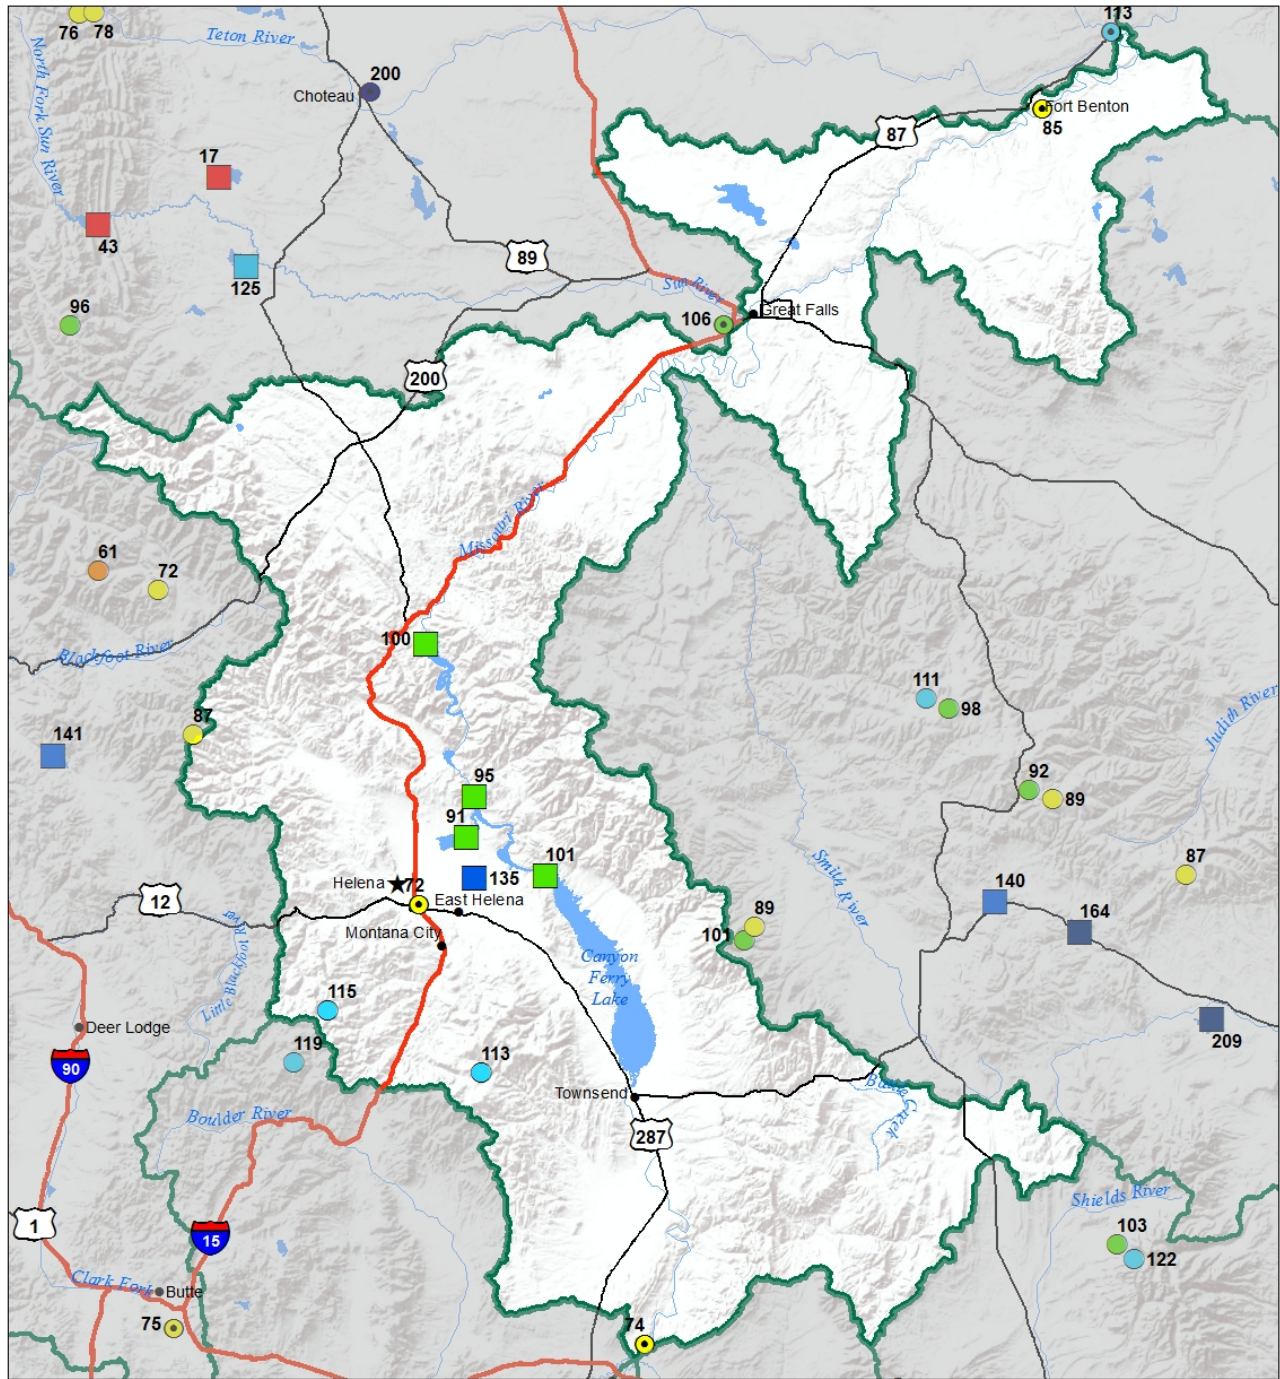 113
76
78
Teton River
North Fork Sun River
200
Choteau
Fort Benton
85
87
17
43
89
125
Sun River
96
106
Great Falls
200
Missouri River
61
72
100
Blackfoot River
111
98
Judith River
87
141
92
89
95
91
Smith River
87
101
135
140
Helena
72
East Helena
12
164
89
101
Montana City
Canyon
Ferry
Lake
Little Blackfoot River
115
209
Deer Lodge
119
113
90
Townsend
Battle Creek
Boulder River
287
Shields River
1
15
103
122
Clark Fork
Butte
75
74